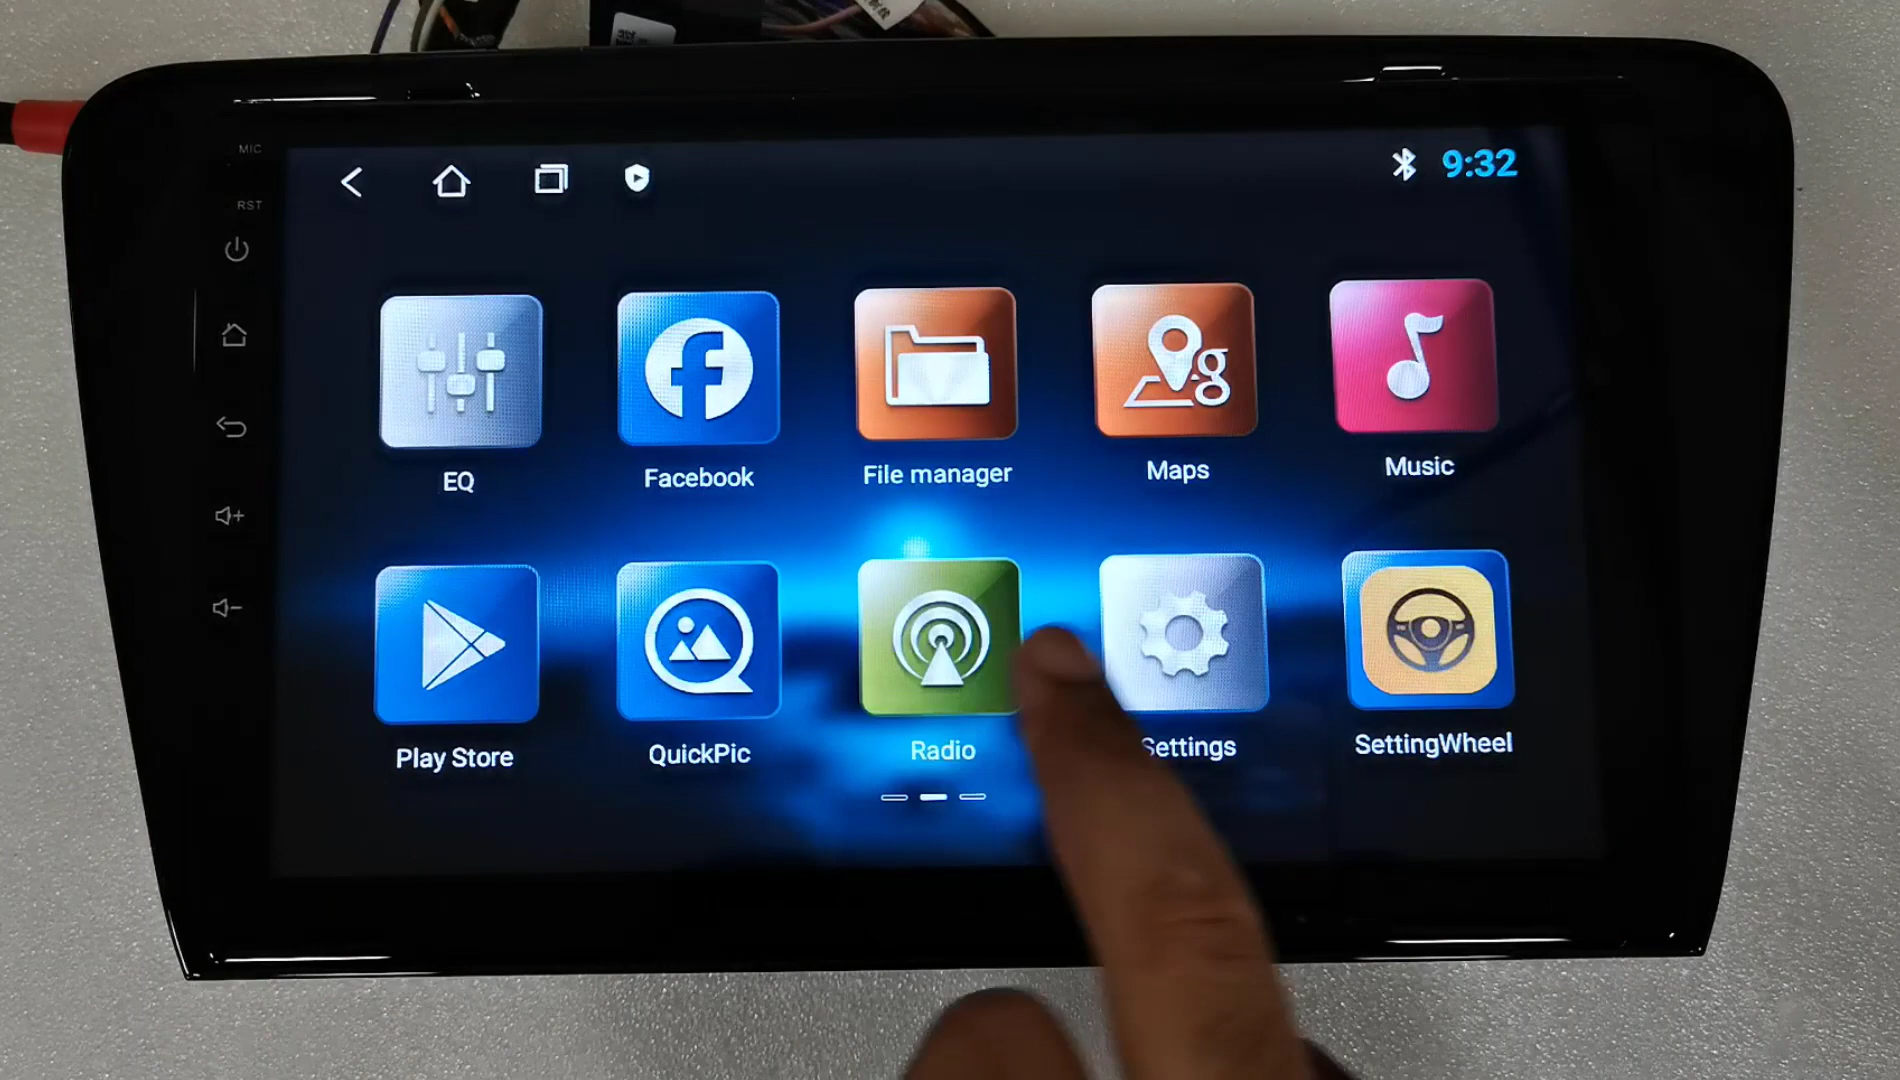 MIC
9:32
RST
EQ
Facebook
File manager
Maps
Music
Play Store
QuickPic
Radio
Settings
SettingWheel